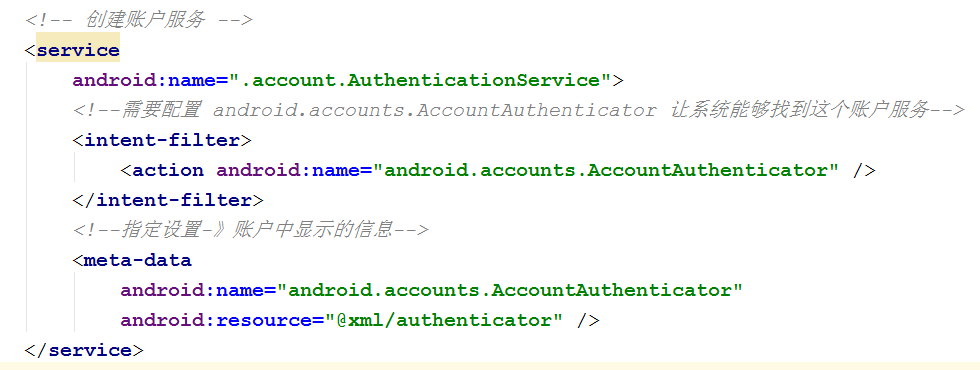 <!-- 创建账户服务 -->
<service
android:name=".account.AuthenticationService">
<!--需要配置 android.accounts.AccountAuthenticator 让系统能够找到这个账户服务-->
<intent-filter>
<action android:name="android.accounts.AccountAuthenticator" />
</intent-filter>
<!--指定设置-》账户中显示的信息-->
<meta-data
android:name="android.accounts.AccountAuthenticator"
android:resource="@xml/authenticator" />
</service>